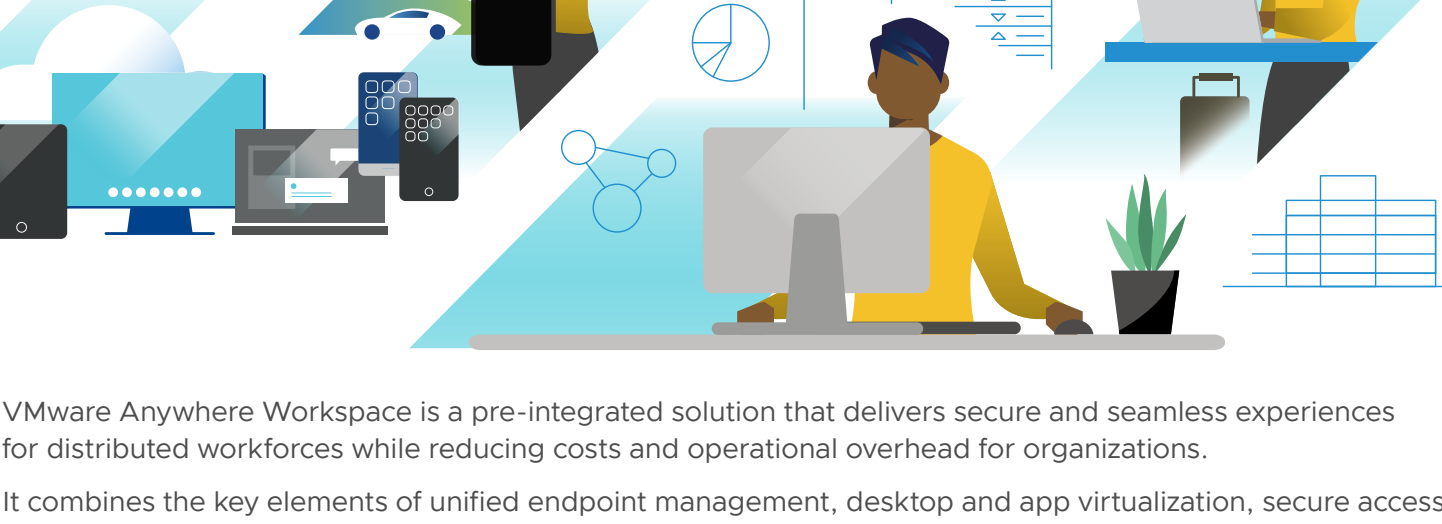 VMware Anywhere Workspace is a pre-integrated solution that delivers secure and seamless experiences
for distributed workforces while reducing costs and operational overhead for organizations.
It combines the key elements of unified endpoint management, desktop and app virtualization, secure access